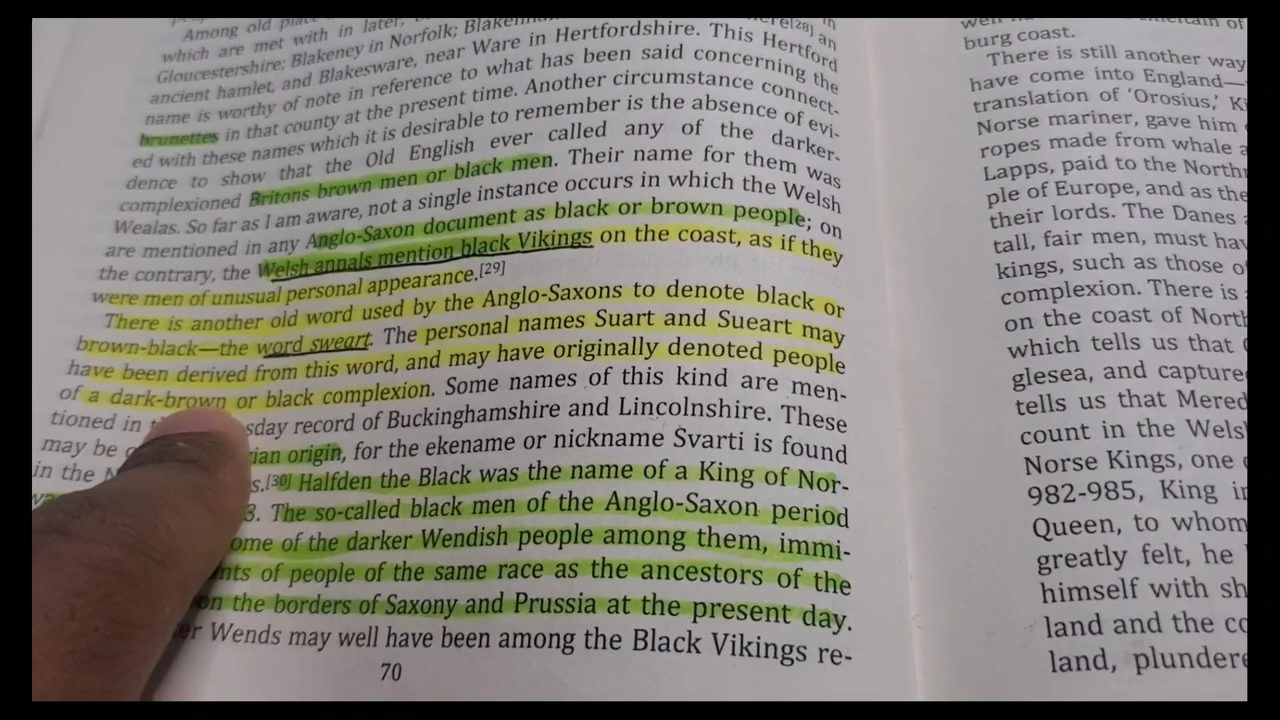 Among old place
which are met with in later,
Gloucestershire; Blakeney in Norfolk; Blakenham [28] in
ancient hamlet, and Blakesware, near Ware in Hertfordshire. This Hertford
name is worthy of note in reference to what has been said concerning the
brunettes in that county at the present time. Another circumstance connect-
ed with these names which it is desirable to remember is the absence of evi-
dence to show that the Old English ever called any of the darker-
complexioned Britons brown men or black men. Their name for them was
Wealas. So far as I am aware, not a single instance occurs in which the Welsh
are mentioned in any Anglo-Saxon document as black or brown people; on
the contrary, the Welsh annals mention black Vikings on the coast, as if they
were men of unusual personal appearance.[29]
There is another old word used by the Anglo-Saxons to denote black or
brown-black—the word sweart. The personal names Suart and Sueart may
have been derived from this word, and may have originally denoted people
of a dark-brown or black complexion. Some names of this kind are men-
tioned in sday record of Buckinghamshire and Lincolnshire. These
may be ian origin, for the ekename or nickname Svarti is found
in the N s.[30] Halfden the Black was the name of a King of Nor-
3. The so-called black men of the Anglo-Saxon period
ome of the darker Wendish people among them, immi-
nts of people of the same race as the ancestors of the
on the borders of Saxony and Prussia at the present day.
er Wends may well have been among the Black Vikings re-
70
burg coast.
There is still another way
have come into England—
translation of 'Orosius,' Ki
Norse mariner, gave him
ropes made from whale a
Lapps, paid to the North
ple of Europe, and as the
their lords. The Danes
tall, fair men, must hav
kings, such as those o
complexion. There is
on the coast of North
which tells us that
glesea, and capture
tells us that Mered
count in the Wels
Norse Kings, one
982-985, King in
Queen, to whom
greatly felt, he
himself with sh
land and the co
land, plundere